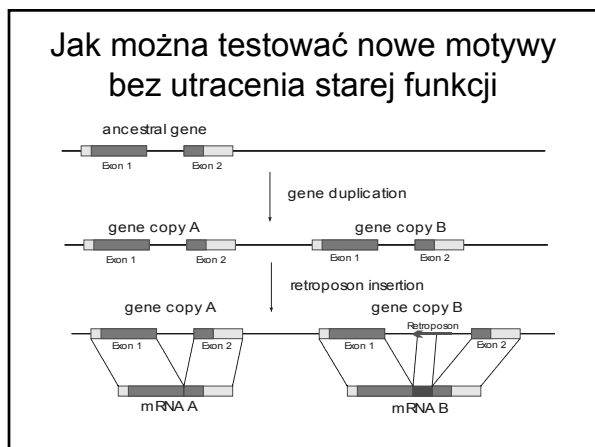 Jak można testować nowe motywy
bez utracenia starej funkcji
ancestral gene
Exon 1
Exon 2
gene duplication
gene copy A
gene copy B
Exon 1
Exon 2
Exon 1
Exon 2
retroposon insertion
gene copy A
gene copy B
Retroposon
Exon 1
Exon 2
Exon 1
Exon 2
mRNA A
mRNA B